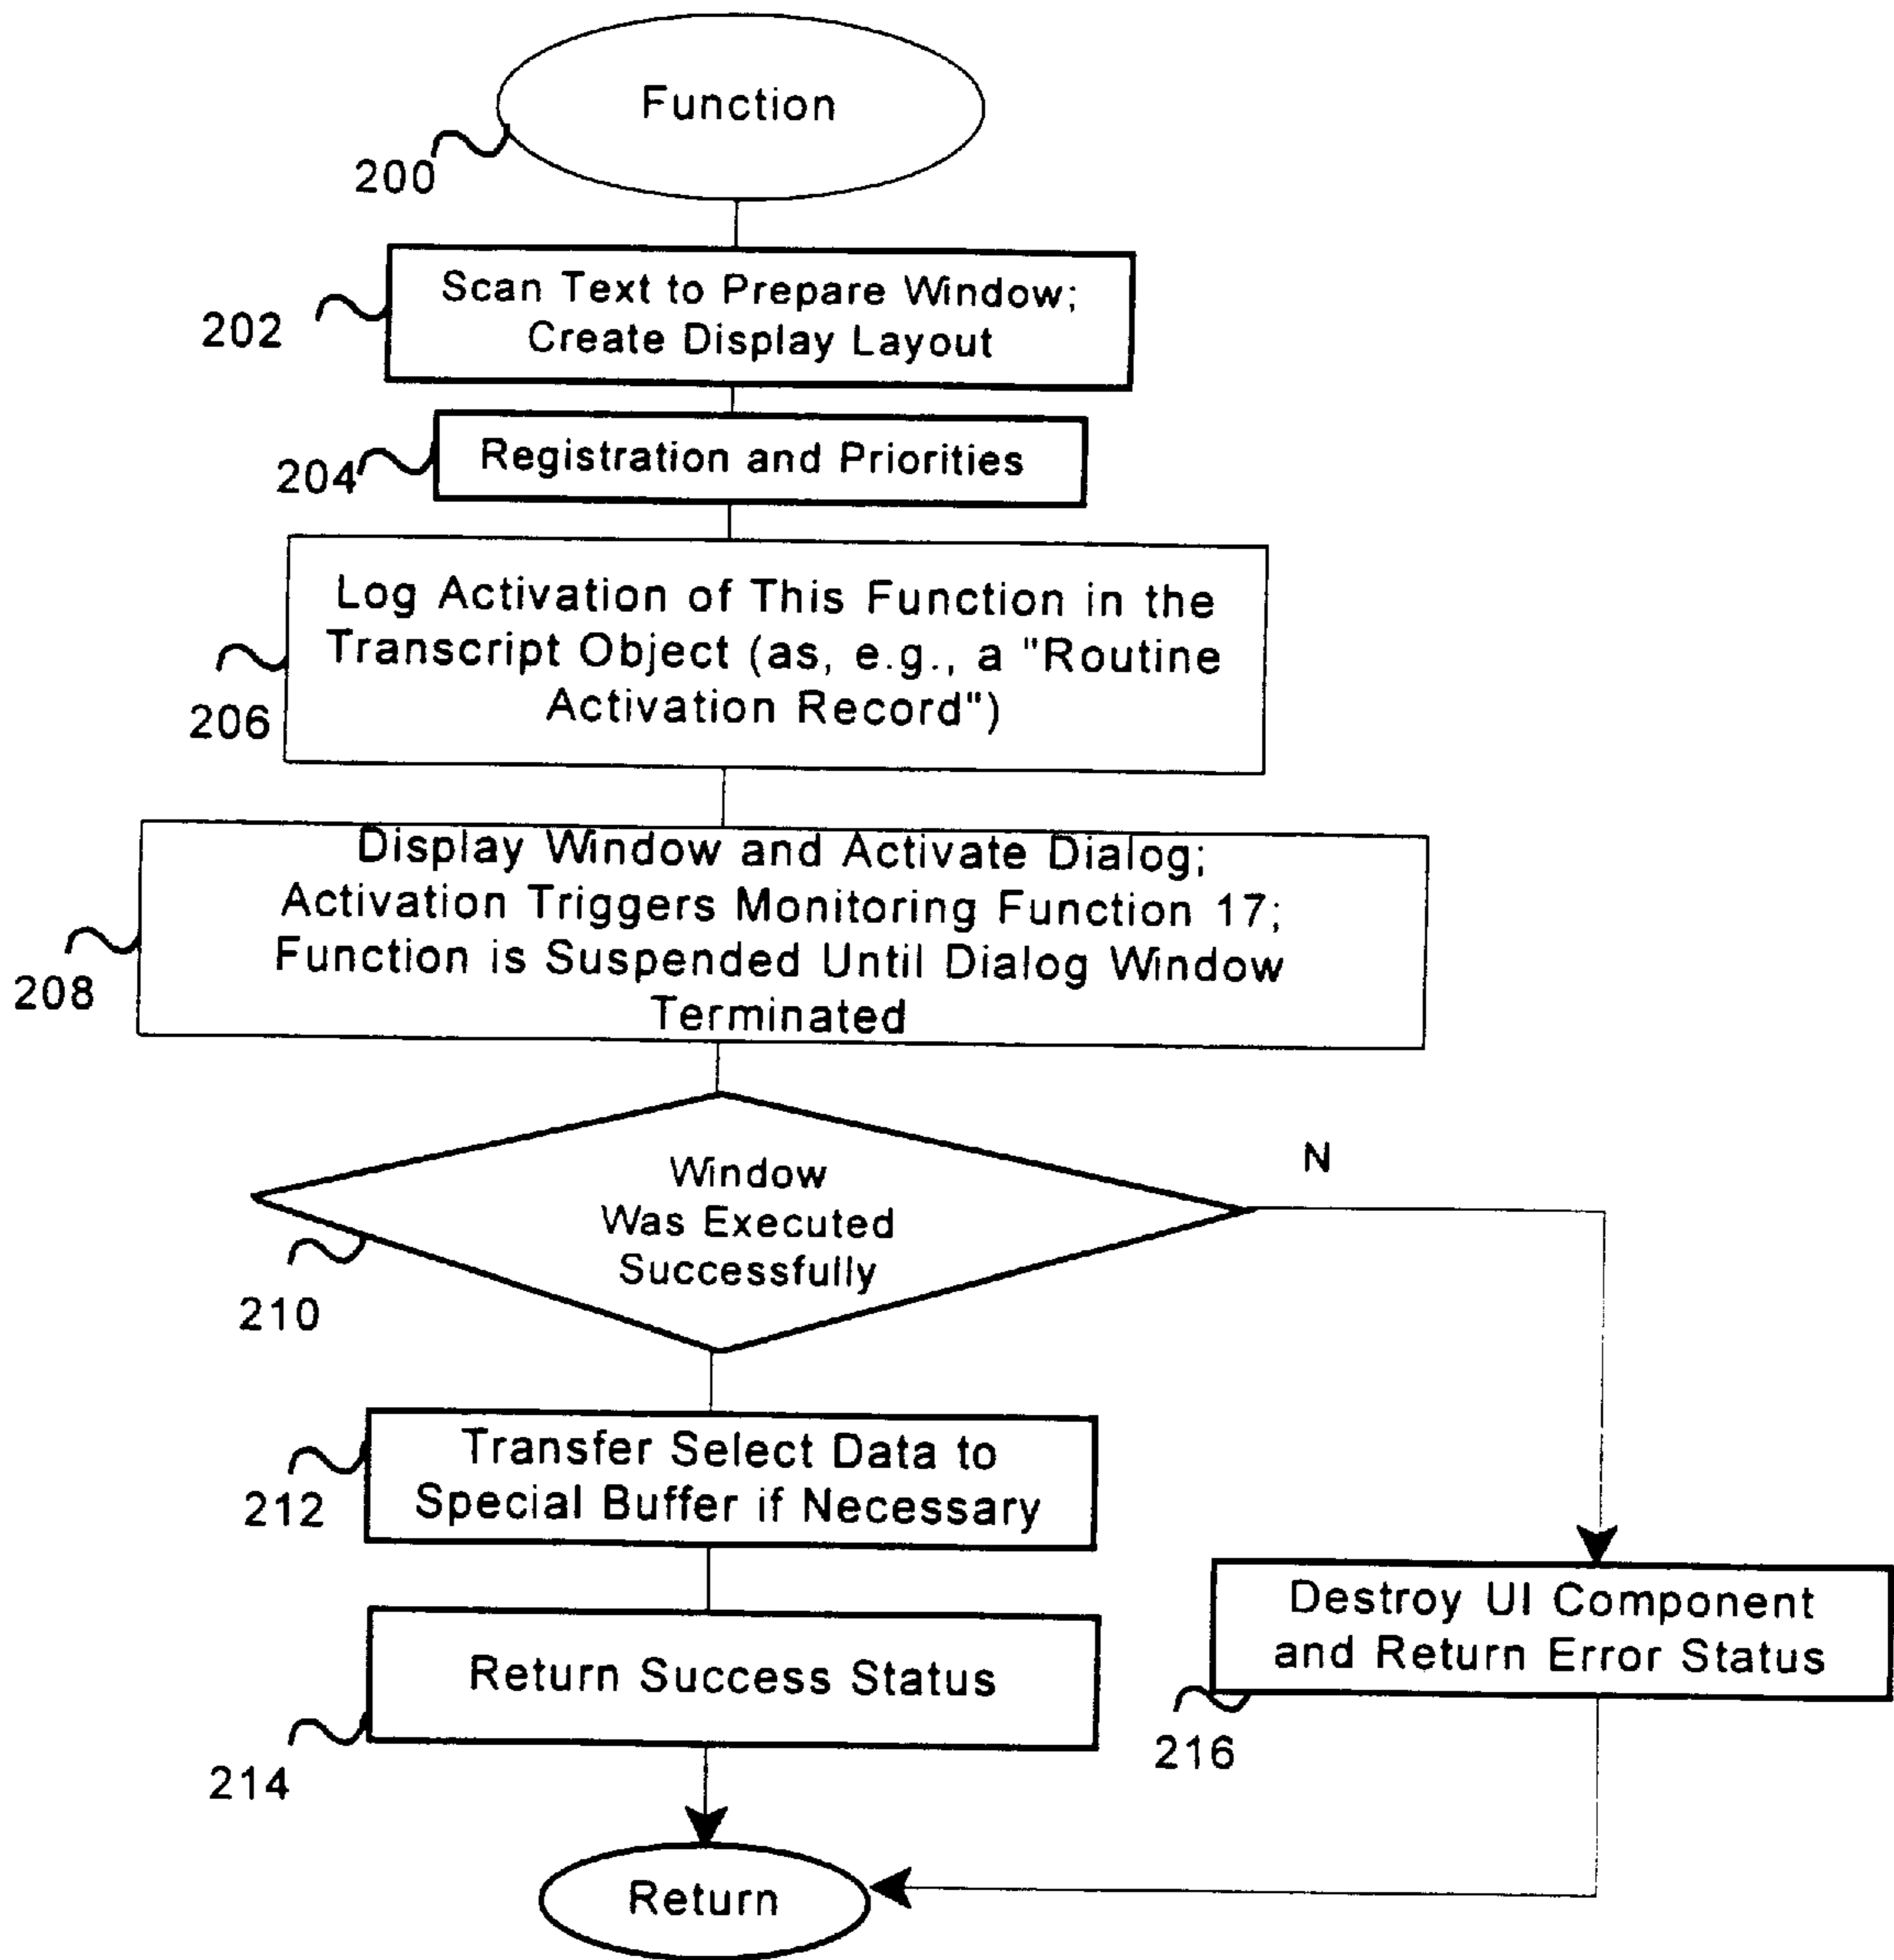 Function
200
Scan Text to Prepare Window;
Create Display Layout
202
Registration and Priorities
204
Log Activation of This Function in the
Transcript Object (as, e.g., a "Routine
Activation Record")
206
Display Window and Activate Dialog;
Activation Triggers Monitoring Function 17;
Function is Suspended Until Dialog Window
Terminated
208
N
Window
Was Executed
Successfully
210
Transfer Select Data to
Special Buffer if Necessary
212
Destroy UI Component
and Return Error Status
216
Return Success Status
214
Return